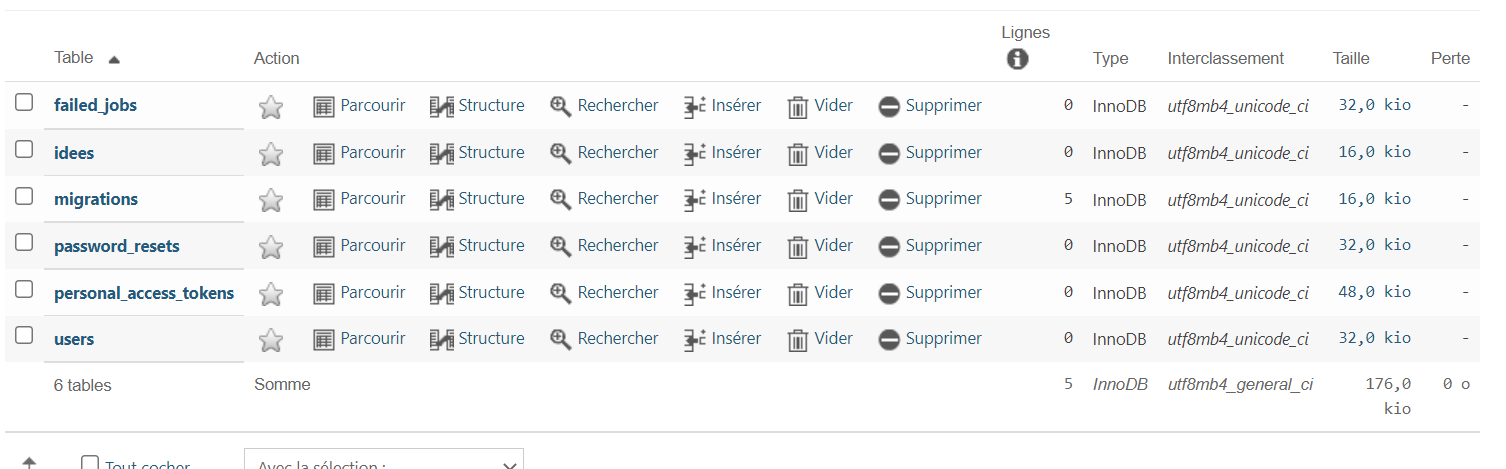 Lignes
Table Action Type Interclassement Taille Perte
failed_jobs Parcourir Structure Rechercher Insérer Vider Supprimer 0 InnoDB utf8mb4_unicode_ci 32,0 kio -
idees Parcourir Structure Rechercher Insérer Vider Supprimer 0 InnoDB utf8mb4_unicode_ci 16,0 kio -
migrations Parcourir Structure Rechercher Insérer Vider Supprimer 5 InnoDB utf8mb4_unicode_ci 16,0 kio -
password_resets Parcourir Structure Rechercher Insérer Vider Supprimer 0 InnoDB utf8mb4_unicode_ci 32,0 kio -
personal_access_tokens Parcourir Structure Rechercher Insérer Vider Supprimer 0 InnoDB utf8mb4_unicode_ci 48,0 kio -
users Parcourir Structure Rechercher Insérer Vider Supprimer 0 InnoDB utf8mb4_unicode_ci 32,0 kio -
6 tables Somme 5 InnoDB utf8mb4_general_ci 176,0 0 o
kio
Tout cocher Avec la sélection :